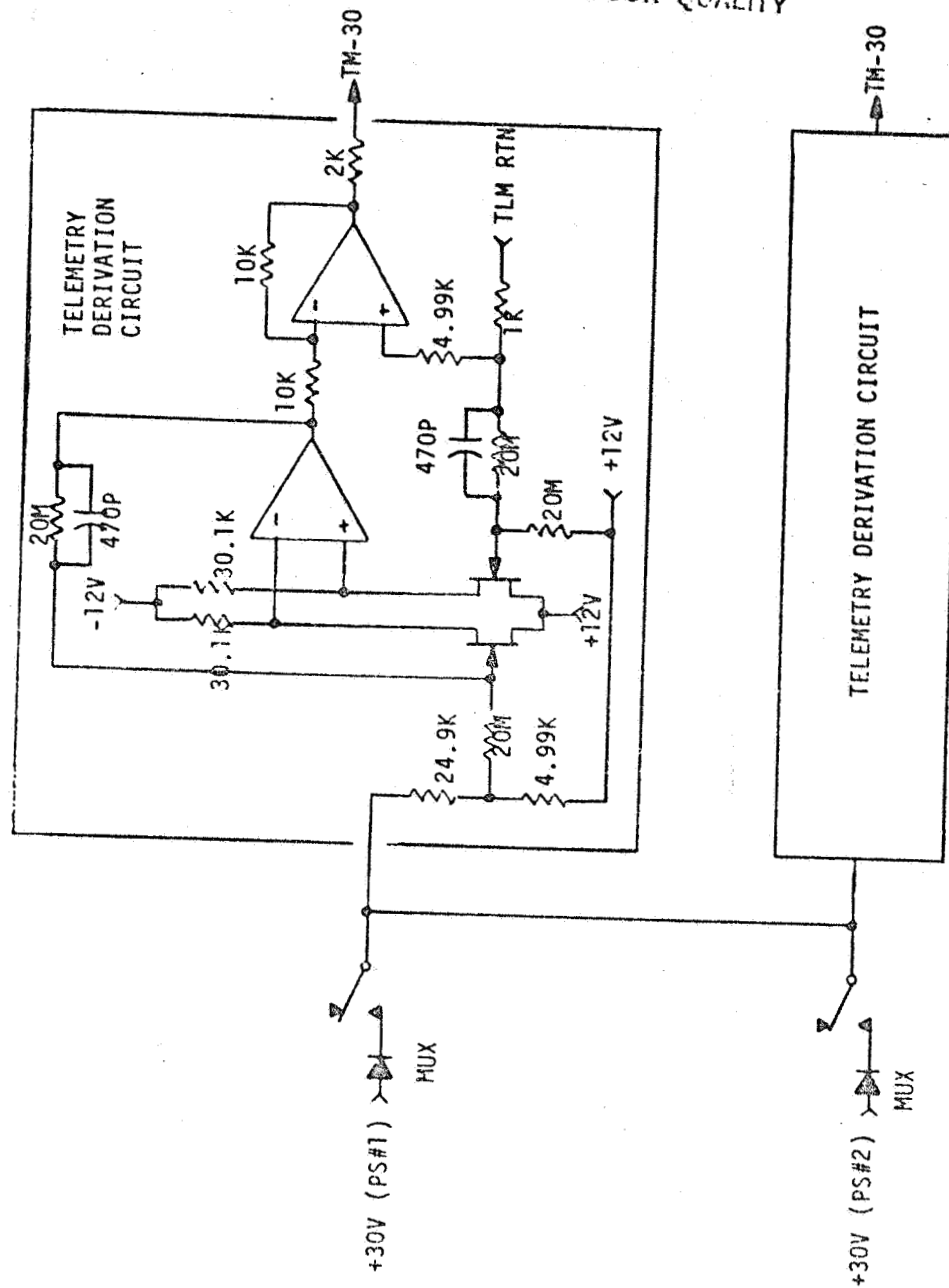 QUALITY
TELEMETRY
DERIVATION
CIRCUIT
20M
470P
-12V
30.1K
30.1K
10K
10K
2K
TM-30
4.99K
TLM RTN
1K
470P
20M
20M
+12V
+12V
24.9K
20M
4.99K
+30V (PS#1)
MUX
TELEMETRY DERIVATION CIRCUIT
TM-30
+30V (PS#2)
MUX